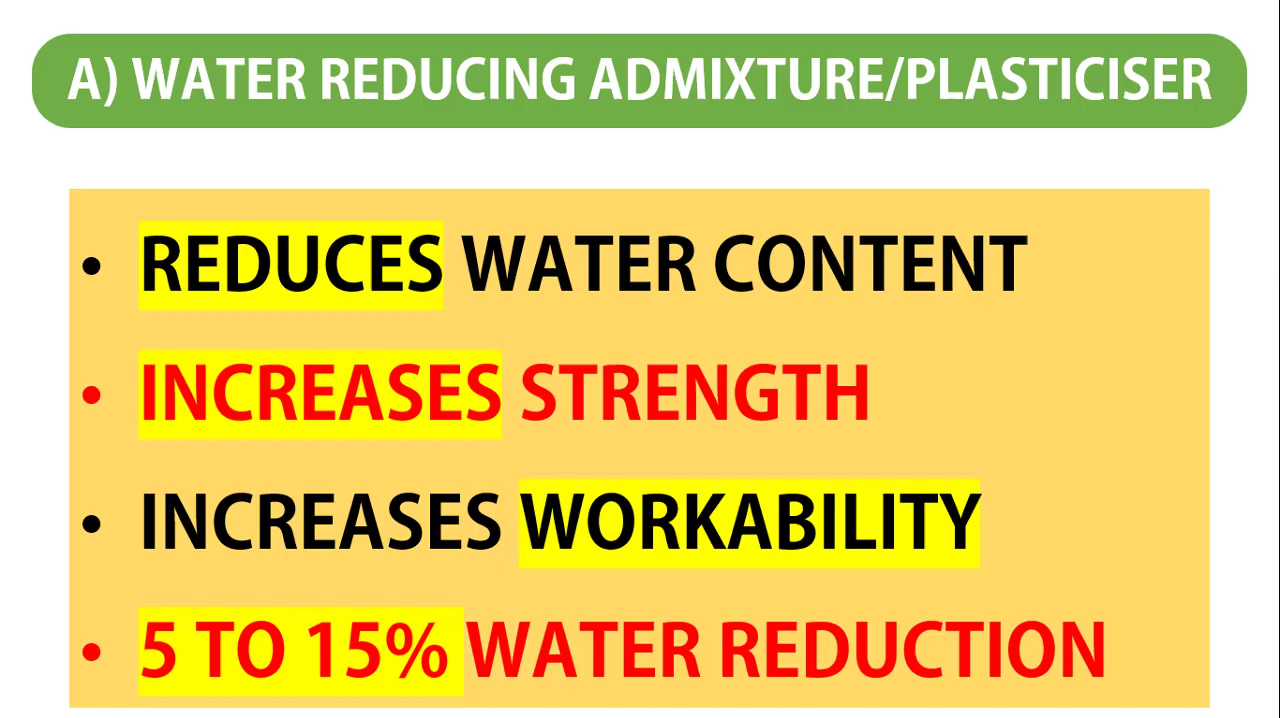 A) WATER REDUCING ADMIXTURE/PLASTICISER
• REDUCES WATER CONTENT
• INCREASES STRENGTH
• INCREASES WORKABILITY
• 5 TO 15% WATER REDUCTION